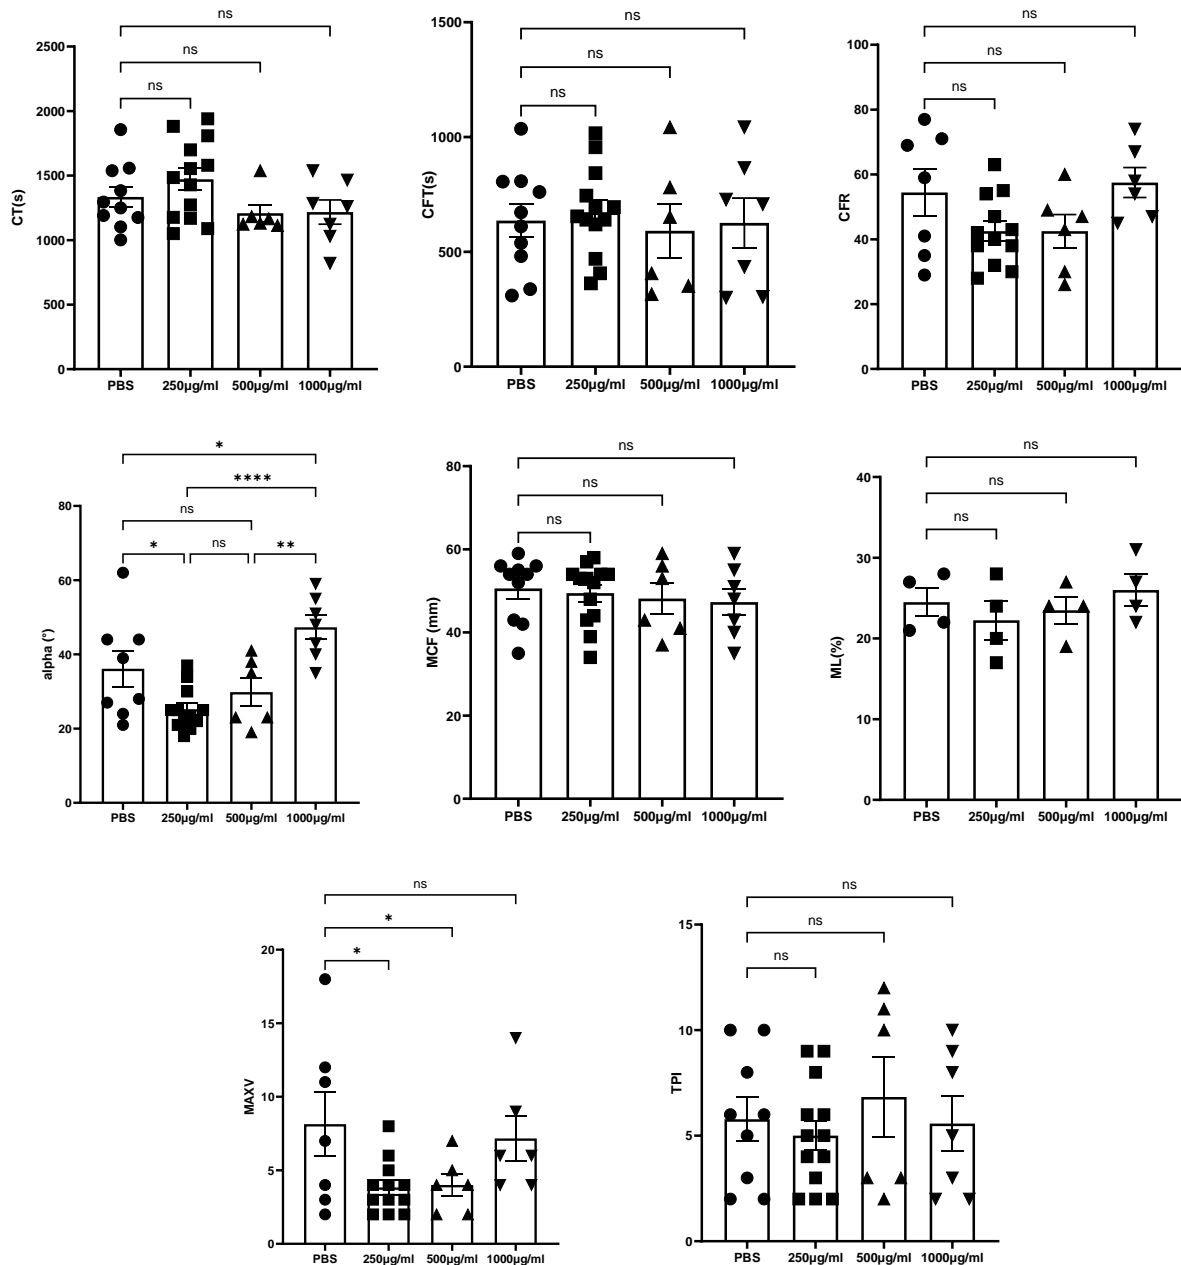 ns
ns
ns
CT(s)
2500
2000
1500
1000
500
0
PBS
250µg/ml
500µg/ml
1000µg/ml
ns
ns
ns
CFT(s)
1500
1000
500
0
PBS
250µg/ml
500µg/ml
1000µg/ml
ns
ns
ns
CFR
100
80
60
40
20
0
PBS
250µg/ml
500µg/ml
1000µg/ml
*
****
ns
*
ns
**
alpha (°)
80
60
40
20
0
PBS
250µg/ml
500µg/ml
1000µg/ml
ns
ns
ns
MCF (mm)
80
60
40
20
0
PBS
250µg/ml
500µg/ml
1000µg/ml
ns
ns
ns
ML(%)
40
30
20
10
0
PBS
250µg/ml
500µg/ml
1000µg/ml
ns
*
*
MAXV
20
15
10
5
0
PBS
250µg/ml
500µg/ml
1000µg/ml
ns
ns
ns
TPI
15
10
5
0
PBS
250µg/ml
500µg/ml
1000µg/ml